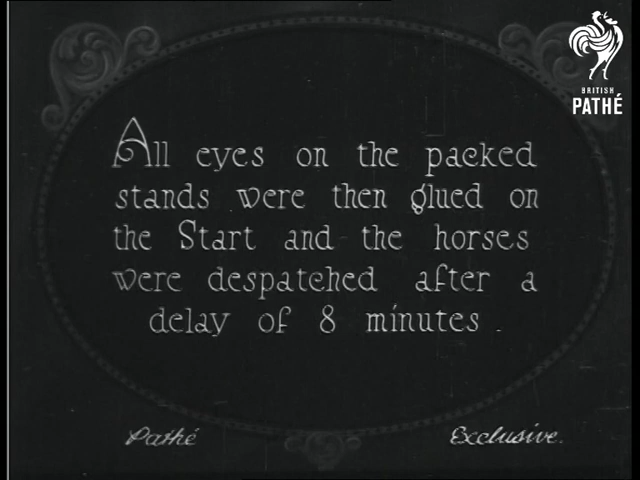 BRITISH
PATHÉ
All eyes on the packed
stands were then glued on
the Start and the horses
were despatched after a
delay of 8 minutes.
Pathé Exclusive.